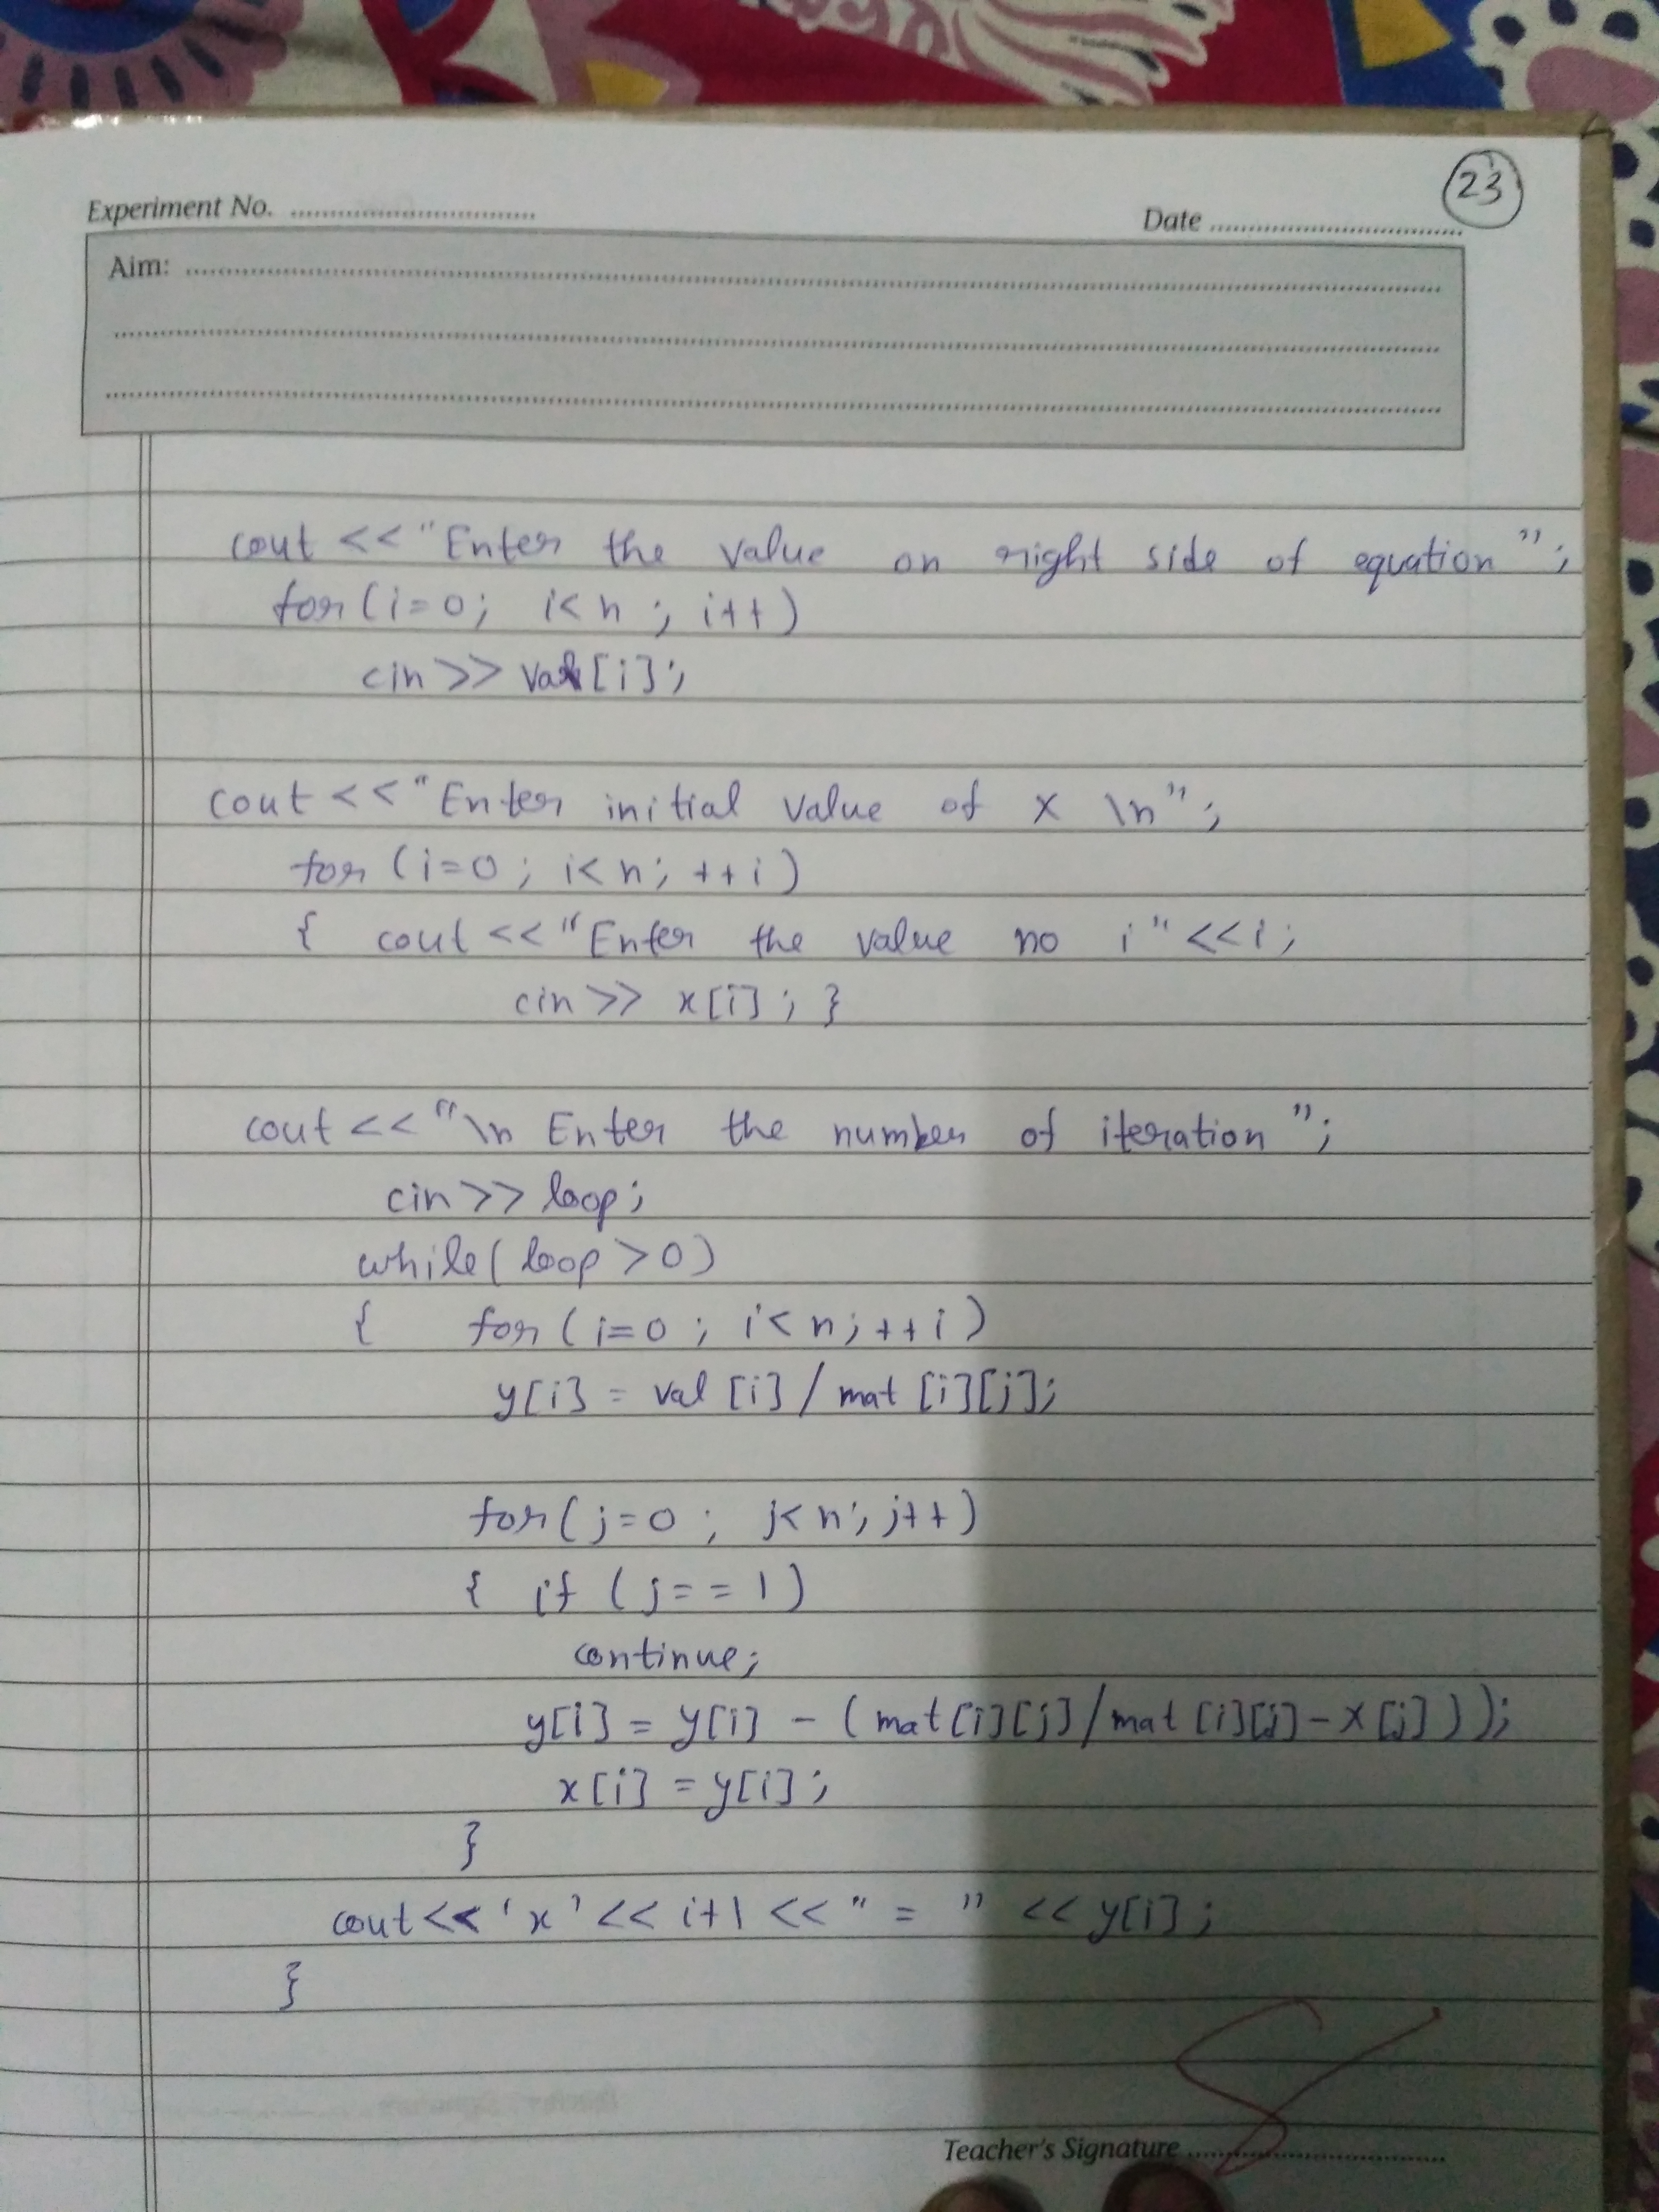 23
Experiment No. ..............................
Date ..............................
Aim: ..............................
cout << "Enter the value on right side of equation";
for(i=0; i<n; i++)
cin>> val[i];
cout << "Enter initial value of x \n";
for (i=0; i<n; ++i)
{ cout << "Enter the value no i" <<i;
cin>> x[i]; }
cout << "\n Enter the number of iteration";
cin>> loop;
while(loop>0)
{ for(i=0; i<n; ++i)
y[i] = val[i]/mat[i][j];
for(j=0; j<n; j++)
{ if (j==1)
continue;
y[i] = y[i] - (mat[i][j]/mat[i][j]-x[j]));
x[i] = y[i];
}
cout<<'x'<< i+1 << " = " << y[i];
}
Teacher's Signature ..............................